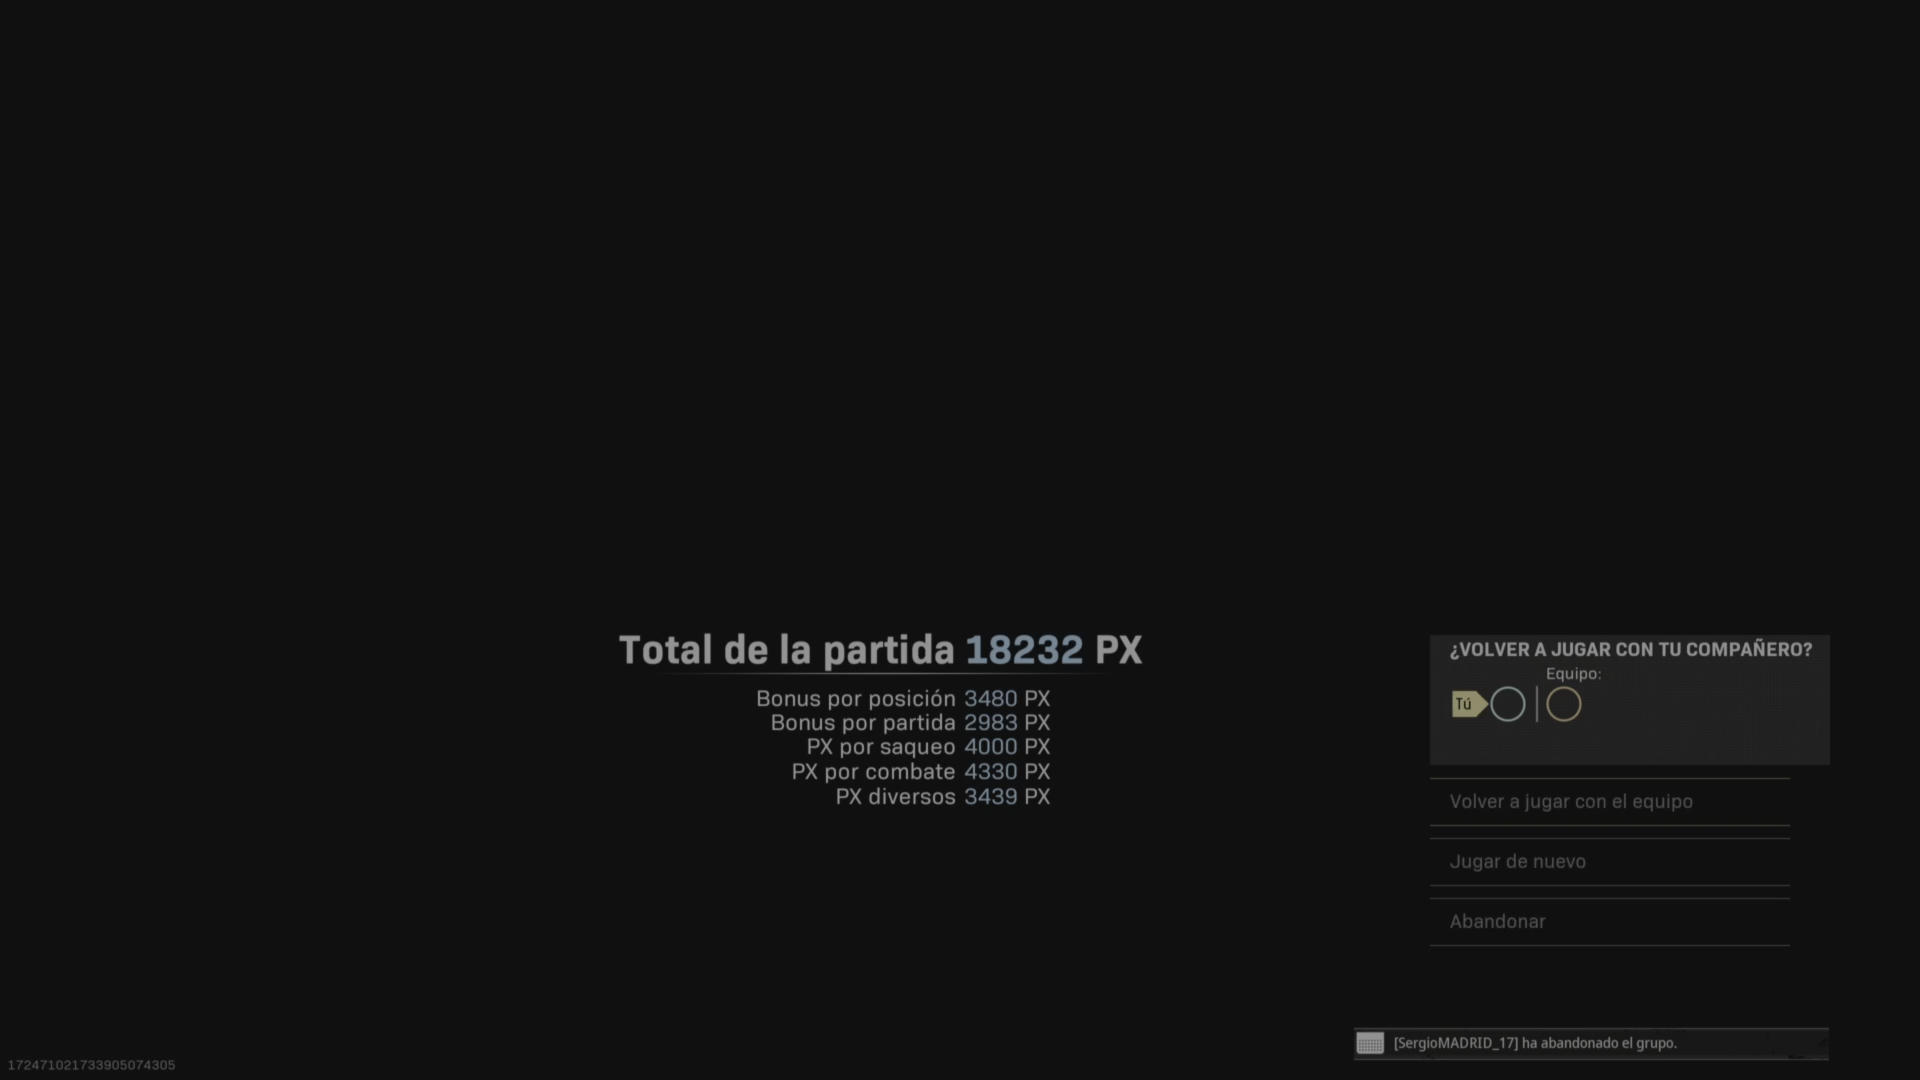 Total de la partida 18232 PX
Bonus por posición 3480 PX
Bonus por partida 2983 PX
PX por saqueo 4000 PX
PX por combate 4330 PX
PX diversos 3439 PX
¿VOLVER A JUGAR CON TU COMPAÑERO?
Equipo:
Tú
Volver a jugar con el equipo
Jugar de nuevo
Abandonar
[SergioMADRID_17] ha abandonado el grupo.
172471021733905074305